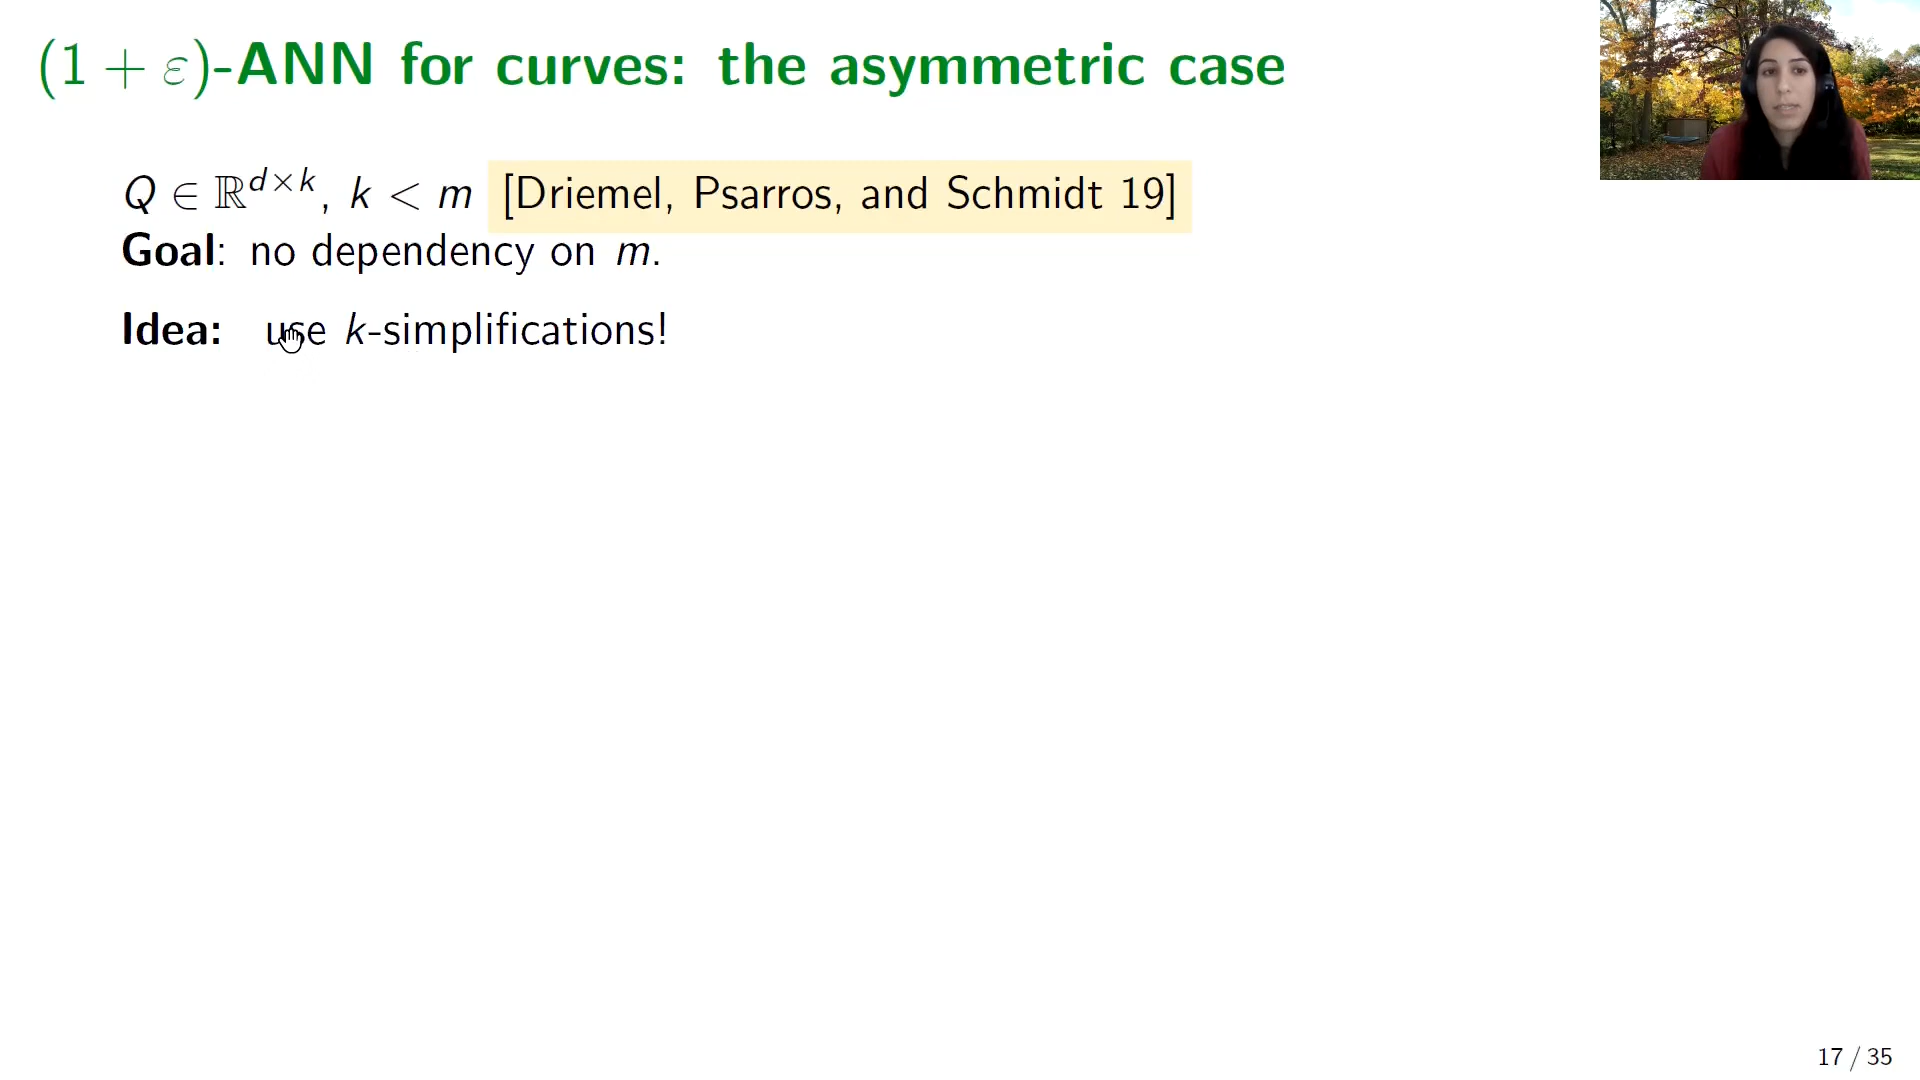 (1 + ε)-ANN for curves: the asymmetric case
Q ∈ ℝ^{d×k}, k < m [Driemel, Psarros, and Schmidt 19]
Goal: no dependency on m.
Idea: use k-simplifications!
17 / 35